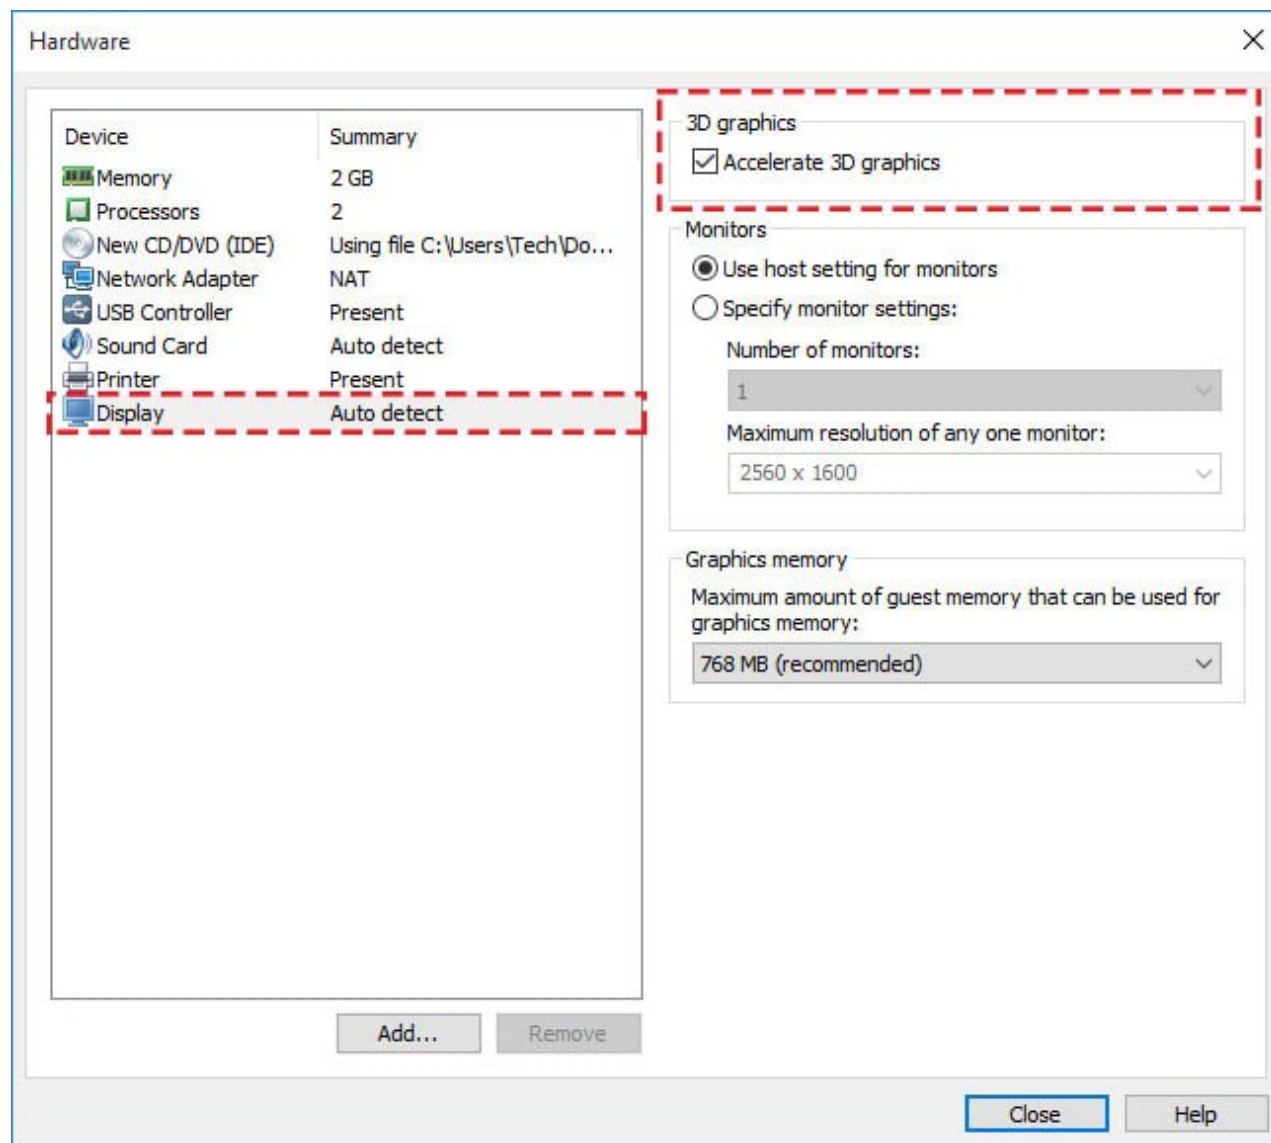 Hardware
Device Summary
Memory 2 GB
Processors 2
New CD/DVD (IDE) Using file C:\Users\Tech\Do...
Network Adapter NAT
USB Controller Present
Sound Card Auto detect
Printer Present
Display Auto detect
Add...
Remove
3D graphics
Accelerate 3D graphics
Monitors
Use host setting for monitors
Specify monitor settings:
Number of monitors:
1
Maximum resolution of any one monitor:
2560 x 1600
Graphics memory
Maximum amount of guest memory that can be used for
graphics memory:
768 MB (recommended)
Close
Help